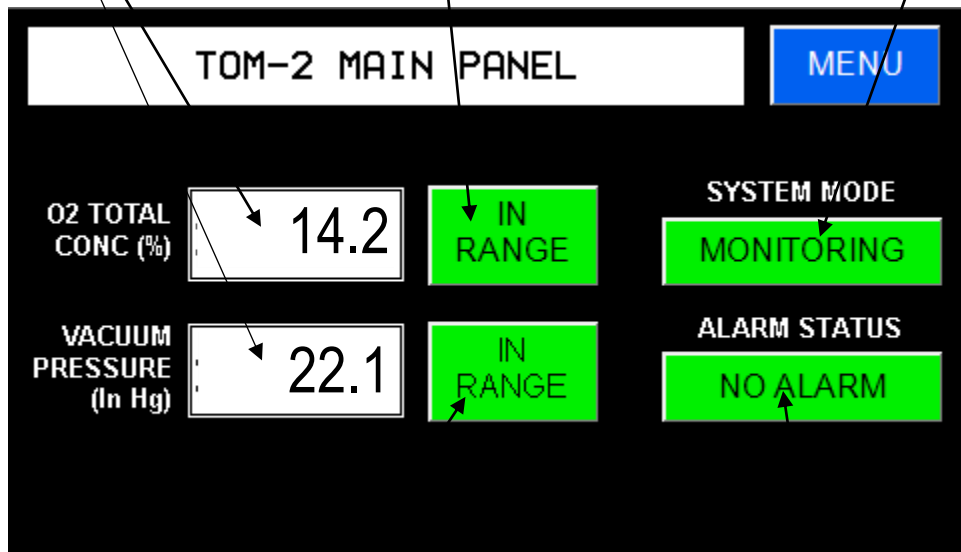 TOM-2 MAIN PANEL
MENU
O2 TOTAL
CONC (%)
14.2
IN
RANGE
SYSTEM MODE
MONITORING
VACUUM
PRESSURE
(In Hg)
22.1
IN
RANGE
ALARM STATUS
NO ALARM